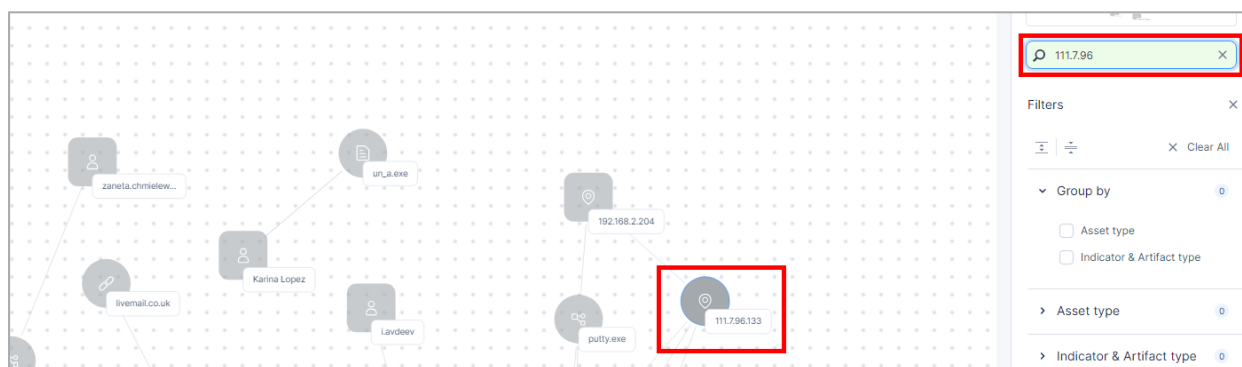 111.7.96
Filters
Clear All
un_a.exe
zaneta.chmielew...
Group by 0
192.168.2.204
Asset type
Indicator & Artifact type
Karina Lopez
livemail.co.uk
111.7.96.133
Asset type 0
i.avdeev
putty.exe
Indicator & Artifact type 0